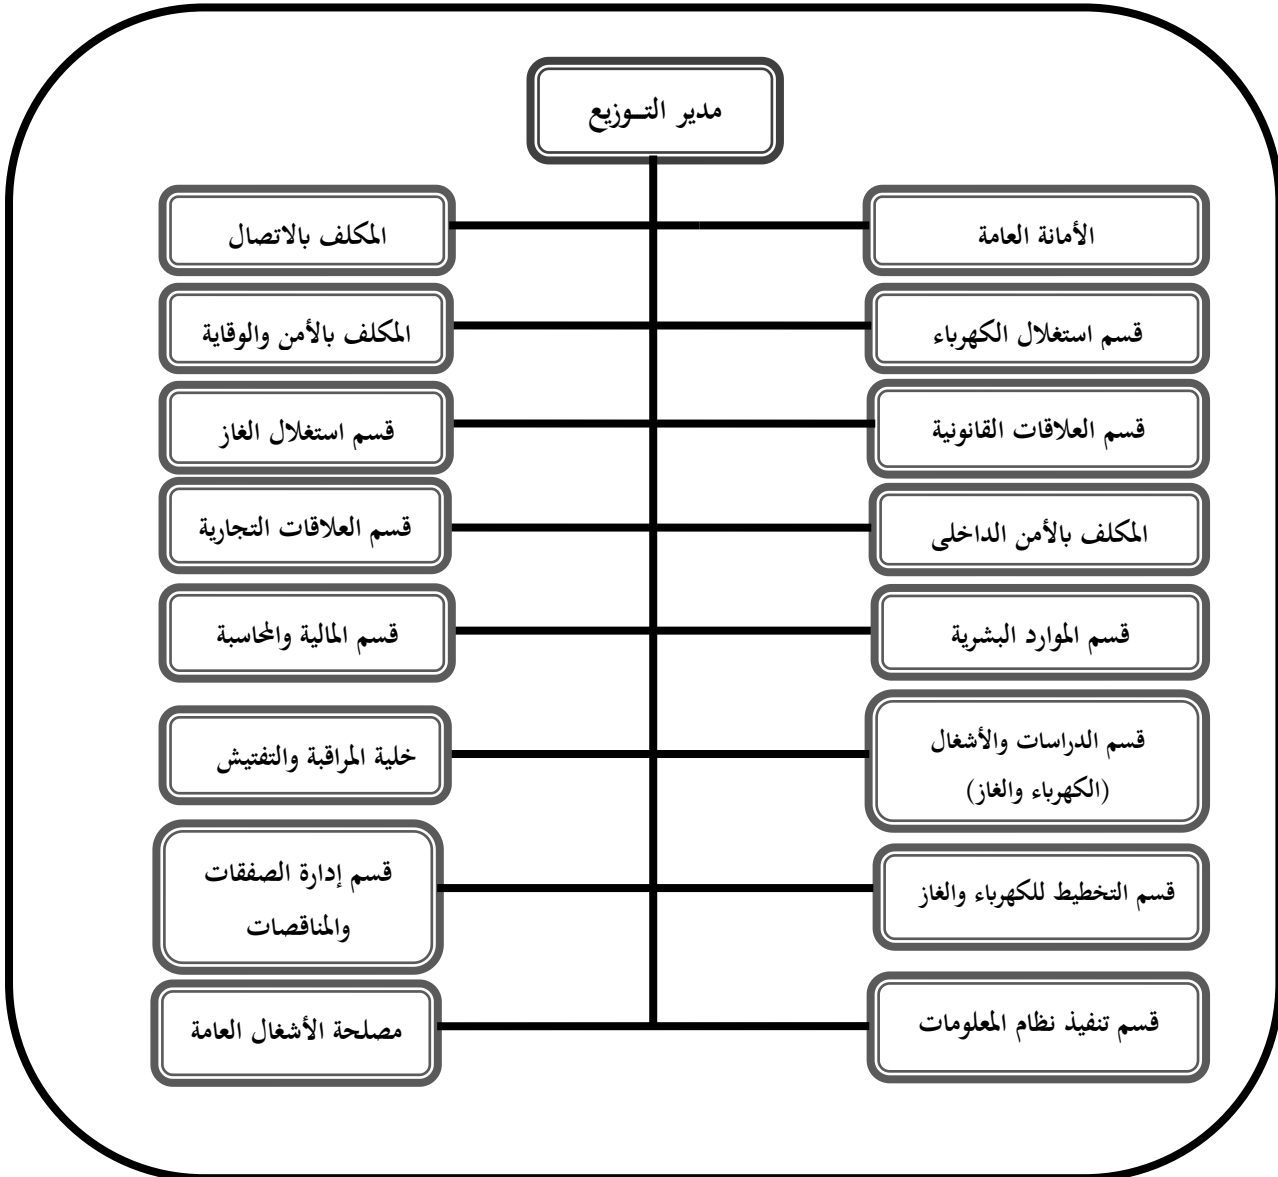 مدير التــوزيع
الأمانة العامة
المكلف بالاتصال
قسم استغلال الكهرباء
المكلف بالأمن والوقاية
قسم العلاقات القانونية
قسم استغلال الغاز
المكلف بالأمن الداخلى
قسم العلاقات التجارية
قسم الموارد البشرية
قسم المالية والمحاسبة
قسم الدراسات والأشغال
(الكهرباء والغاز)
خلية المراقبة والتفتيش
قسم التخطيط للكهرباء والغاز
قسم إدارة الصفقات
والمناقصات
قسم تنفيذ نظام المعلومات
مصلحة الأشغال العامة